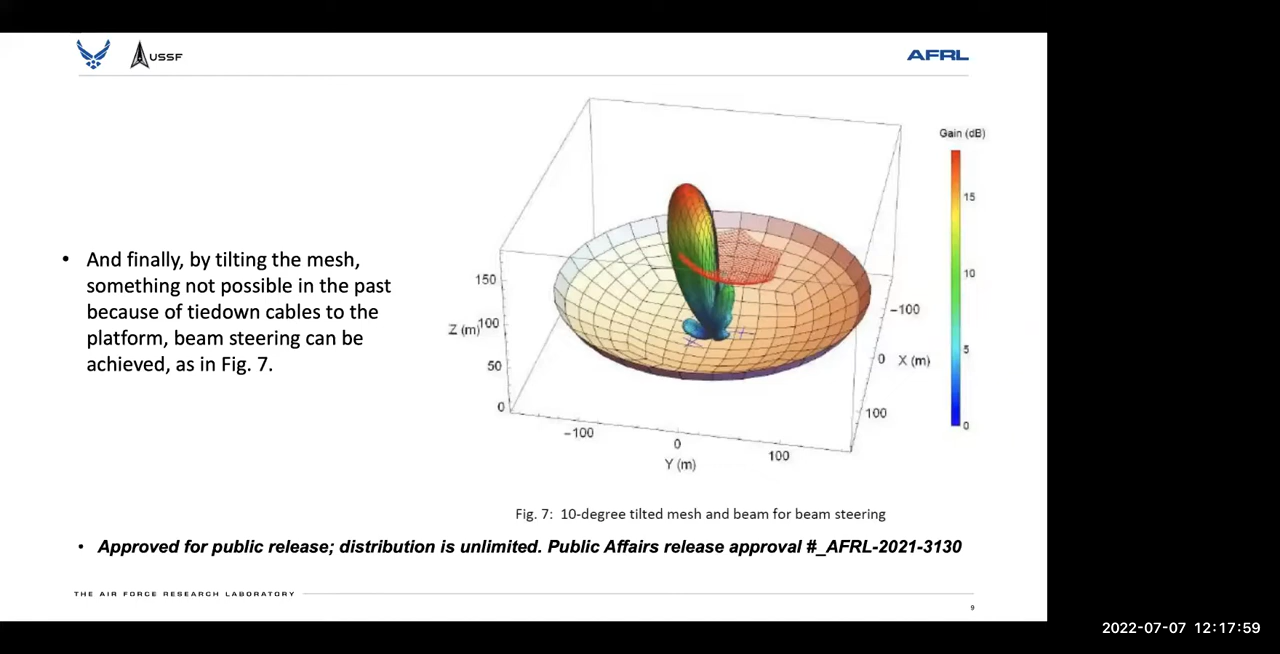 USSF
AFRL
Gain (dB)
15
10
5
0
150
Z (m)
100
50
0
−100
0
100
Y (m)
−100
0
X (m)
100
• And finally, by tilting the mesh,
something not possible in the past
because of tiedown cables to the
platform, beam steering can be
achieved, as in Fig. 7.
Fig. 7: 10-degree tilted mesh and beam for beam steering
• Approved for public release; distribution is unlimited. Public Affairs release approval #_AFRL-2021-3130
THE AIR FORCE RESEARCH LABORATORY
9
2022-07-07 12:17:59